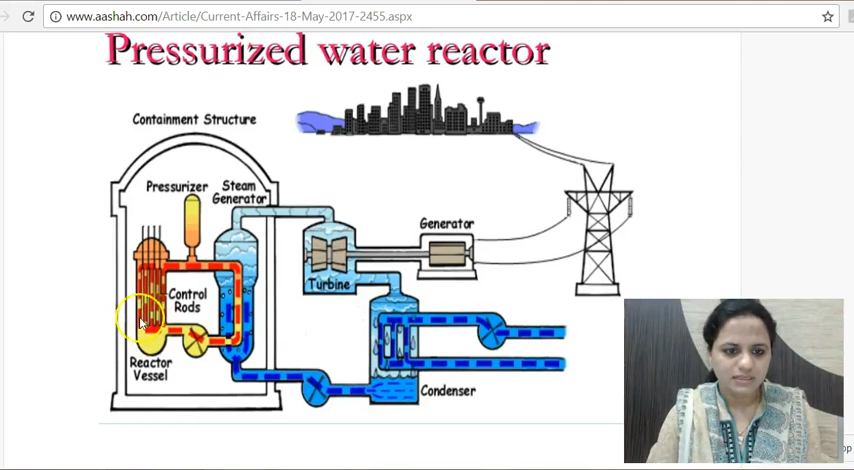 www.aashah.com/Article/Current-Affairs-18-May-2017-2455.aspx
Pressurized water reactor
Containment Structure
Pressurizer
Steam
Generator
Generator
Turbine
Control
Rods
Reactor
Vessel
Condenser